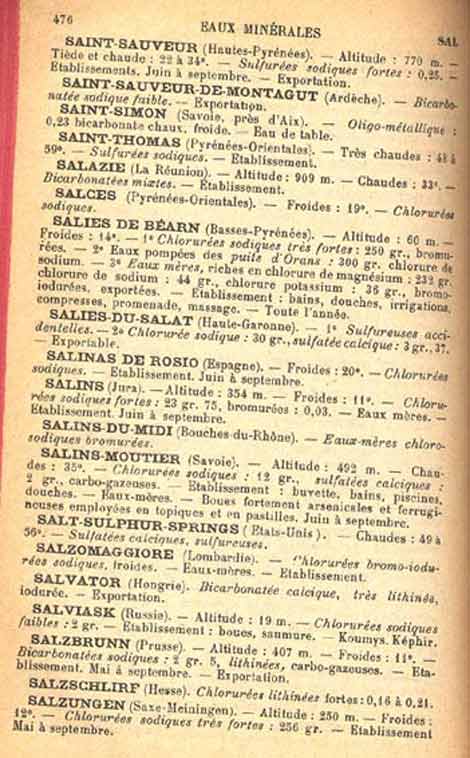 476
EAUX MINÉRALES
SAL
SAINT-SAUVEUR (Hautes-Pyrénées). — Altitude : 770 m. —
Tiède et chaude : 22 à 34°. — Sulfurées sodiques fortes : 0,25. —
Etablissements. Juin à septembre. — Exportation.
SAINT-SAUVEUR-DE-MONTAGUT (Ardèche). — Bicarbo-
natée sodique faible. — Exportation.
SAINT-SIMON (Savoie, près d'Aix). — Oligo-métallique :
0,23 bicarbonate chaux, froide. — Eau de table.
SAINT-THOMAS (Pyrénées-Orientales). — Très chaudes : 48 à
59°. — Sulfurées sodiques. — Etablissement.
SALAZIE (La Réunion). — Altitude : 909 m. — Chaudes : 33°. —
Bicarbonatées mixtes. — Etablissement.
SALCES (Pyrénées-Orientales). — Froides : 19°. — Chlorurées
sodiques.
SALIES DE BÉARN (Basses-Pyrénées). — Altitude : 60 m. —
Froides : 14°. — 1° Chlorurées sodiques très fortes : 250 gr., bromu-
rées. — 2° Eaux pompées des puits d'Orans : 300 gr. chlorure de
sodium. — 3° Eaux mères, riches en chlorure de magnésium : 232 gr.
chlorure de sodium : 44 gr., chlorure potassium : 36 gr., bromo-
iodurées, exportées. — Etablissement : bains, douches, irrigations,
compresses, promenade, massage. — Toute l'année.
SALIES-DU-SALAT (Haute-Garonne). — 1° Sulfureuses acci-
dentelles. — 2° Chlorurée sodique : 30 gr., sulfatée calcique : 3 gr., 37.
— Exportable.
SALINAS DE ROSIO (Espagne). — Froides : 20°. — Chlorurées
sodiques. — Etablissement. Juin à septembre.
SALINS (Jura). — Altitude : 354 m. — Froides : 11°. — Chloru-
rées sodiques fortes : 23 gr. 75, bromurées : 0,03. — Eaux mères. —
Etablissement. Juin à septembre.
SALINS-DU-MIDI (Bouches-du-Rhône). — Eaux-mères chloro-
sodiques bromurées.
SALINS-MOUTIER (Savoie). — Altitude : 492 m. — Chau-
des : 35°. — Chlorurées sodiques : 12 gr., sulfatées calciques :
2 gr., carbo-gazeuses. — Etablissement : buvette, bains, piscines,
douches. — Eaux-mères. — Boues fortement arsenicales et ferrugi-
neuses employées en topiques et en pastilles. Juin à septembre.
SALT-SULPHUR-SPRINGS (Etats-Unis). — Chaudes : 49 à
56°. — Sulfatées calciques, sulfureuses.
SALZOMAGGIORE (Lombardie). — Chlorurées bromo-iodu-
rées sodiques, froides. — Eaux-mères. — Etablissement.
SALVATOR (Hongrie). Bicarbonatée calcique, très lithinée,
iodurée. — Exportation.
SALVIASK (Russie). — Altitude : 19 m. — Chlorurées sodiques
faibles : 2 gr. — Etablissement : boues, saumure. — Koumys. Képhir.
SALZBRUNN (Prusse). — Altitude : 407 m. — Froides : 11°. —
Bicarbonatées sodiques : 2 gr. 5, lithinées, carbo-gazeuses. — Eta-
blissement. Mai à septembre. — Exportation.
SALZSCHLIRF (Hesse). Chlorurées lithinées fortes : 0,16 à 0,21.
SALZUNGEN (Saxe-Meiningen). — Altitude : 250 m. — Froides :
12°. — Chlorurées sodiques très fortes : 256 gr. — Etablissement
Mai à septembre.